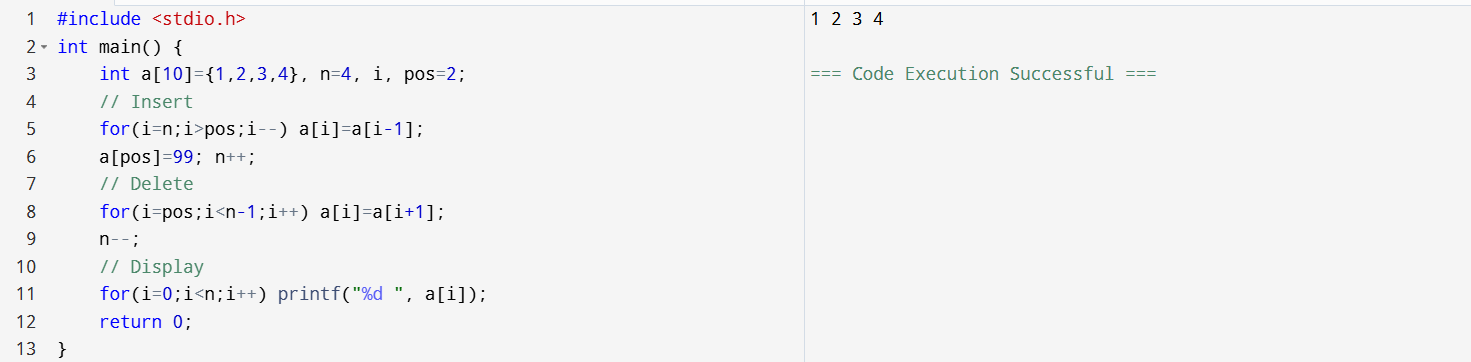 1 #include <stdio.h>
2 int main() {
3 int a[10]={1,2,3,4}, n=4, i, pos=2;
4 // Insert
5 for(i=n;i>pos;i--) a[i]=a[i-1];
6 a[pos]=99; n++;
7 // Delete
8 for(i=pos;i<n-1;i++) a[i]=a[i+1];
9 n--;
10 // Display
11 for(i=0;i<n;i++) printf("%d ", a[i]);
12 return 0;
13 }
1 2 3 4
=== Code Execution Successful ===